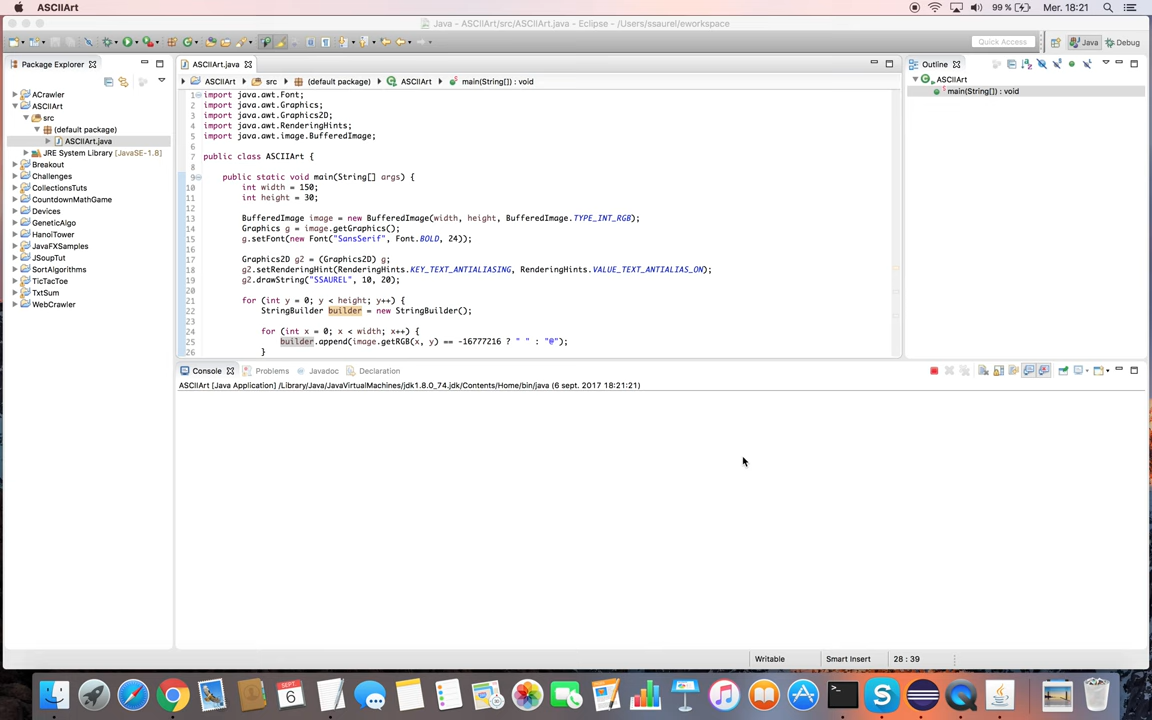 ASCIIArt
99 %
Mer. 18:21
Java - ASCIIArt/src/ASCIIArt.java - Eclipse - /Users/ssaurel/eworkspace
Quick Access
Java
Debug
Package Explorer
ACrawler
ASCIIArt
src
(default package)
ASCIIArt.java
JRE System Library [JavaSE-1.8]
Breakout
Challenges
CollectionsTuts
CountdownMathGame
Devices
GeneticAlgo
HanoiTower
JavaFXSamples
JSoupTut
SortAlgorithms
TicTacToe
TxtSum
WebCrawler
ASCIIArt.java
ASCIIArt
src
(default package)
ASCIIArt
main(String[]) : void
1 import java.awt.Font;
2 import java.awt.Graphics;
3 import java.awt.Graphics2D;
4 import java.awt.RenderingHints;
5 import java.awt.image.BufferedImage;
6
7 public class ASCIIArt {
8
9 public static void main(String[] args) {
10 int width = 150;
11 int height = 30;
12
13 BufferedImage image = new BufferedImage(width, height, BufferedImage.TYPE_INT_RGB);
14 Graphics g = image.getGraphics();
15 g.setFont(new Font("SansSerif", Font.BOLD, 24));
16
17 Graphics2D g2 = (Graphics2D) g;
18 g2.setRenderingHint(RenderingHints.KEY_TEXT_ANTIALIASING, RenderingHints.VALUE_TEXT_ANTIALIAS_ON);
19 g2.drawString("SSAUREL", 10, 20);
20
21 for (int y = 0; y < height; y++) {
22 StringBuilder builder = new StringBuilder();
23
24 for (int x = 0; x < width; x++) {
25 builder.append(image.getRGB(x, y) == -16777216 ? " " : "@");
26 }
Outline
ASCIIArt
main(String[]) : void
Console
Problems
Javadoc
Declaration
ASCIIArt [Java Application] /Library/Java/JavaVirtualMachines/jdk1.8.0_74.jdk/Contents/Home/bin/java (6 sept. 2017 18:21:21)
Writable
Smart Insert
28 : 39
SEPT.
6